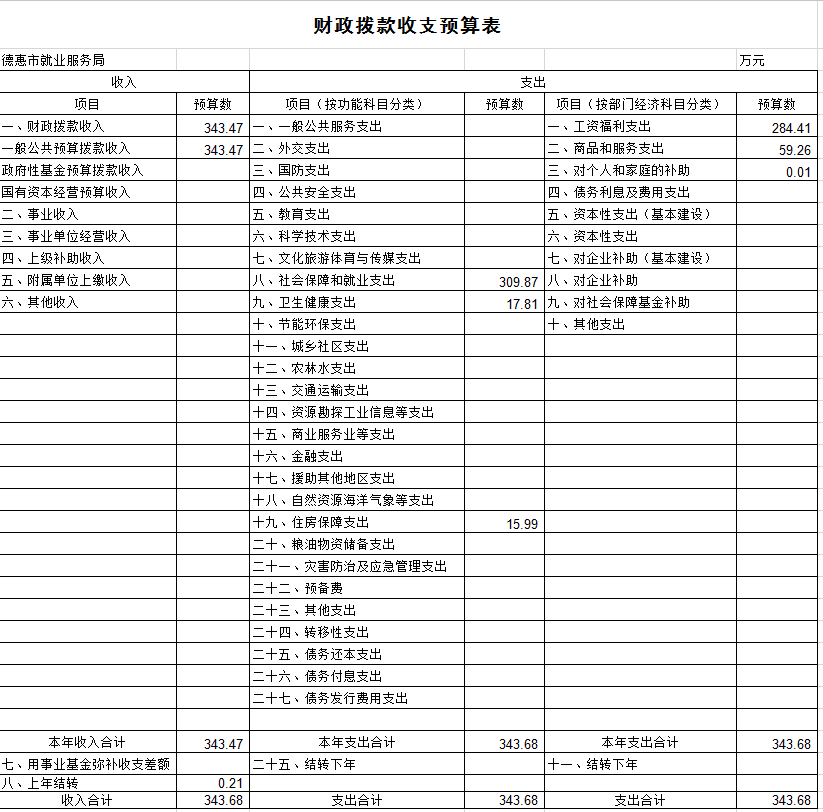 财政拨款收支预算表
德惠市就业服务局 万元
收入 支出
项目 预算数 项目（按功能科目分类） 预算数 项目（按部门经济科目分类） 预算数
一、财政拨款收入 343.47 一、一般公共服务支出 一、工资福利支出 284.41
一般公共预算拨款收入 343.47 二、外交支出 二、商品和服务支出 59.26
政府性基金预算拨款收入 三、国防支出 三、对个人和家庭的补助 0.01
国有资本经营预算收入 四、公共安全支出 四、债务利息及费用支出
二、事业收入 五、教育支出 五、资本性支出（基本建设）
三、事业单位经营收入 六、科学技术支出 六、资本性支出
四、上级补助收入 七、文化旅游体育与传媒支出 七、对企业补助（基本建设）
五、附属单位上缴收入 八、社会保障和就业支出 309.87 八、对企业补助
六、其他收入 九、卫生健康支出 17.81 九、对社会保障基金补助
十、节能环保支出 十、其他支出
十一、城乡社区支出
十二、农林水支出
十三、交通运输支出
十四、资源勘探工业信息等支出
十五、商业服务业等支出
十六、金融支出
十七、援助其他地区支出
十八、自然资源海洋气象等支出
十九、住房保障支出 15.99
二十、粮油物资储备支出
二十一、灾害防治及应急管理支出
二十二、预备费
二十三、其他支出
二十四、转移性支出
二十五、债务还本支出
二十六、债务付息支出
二十七、债务发行费用支出
本年收入合计 343.47 本年支出合计 343.68 本年支出合计 343.68
七、用事业基金弥补收支差额 二十五、结转下年 十一、结转下年
八、上年结转 0.21
收入合计 343.68 支出合计 343.68 支出合计 343.68